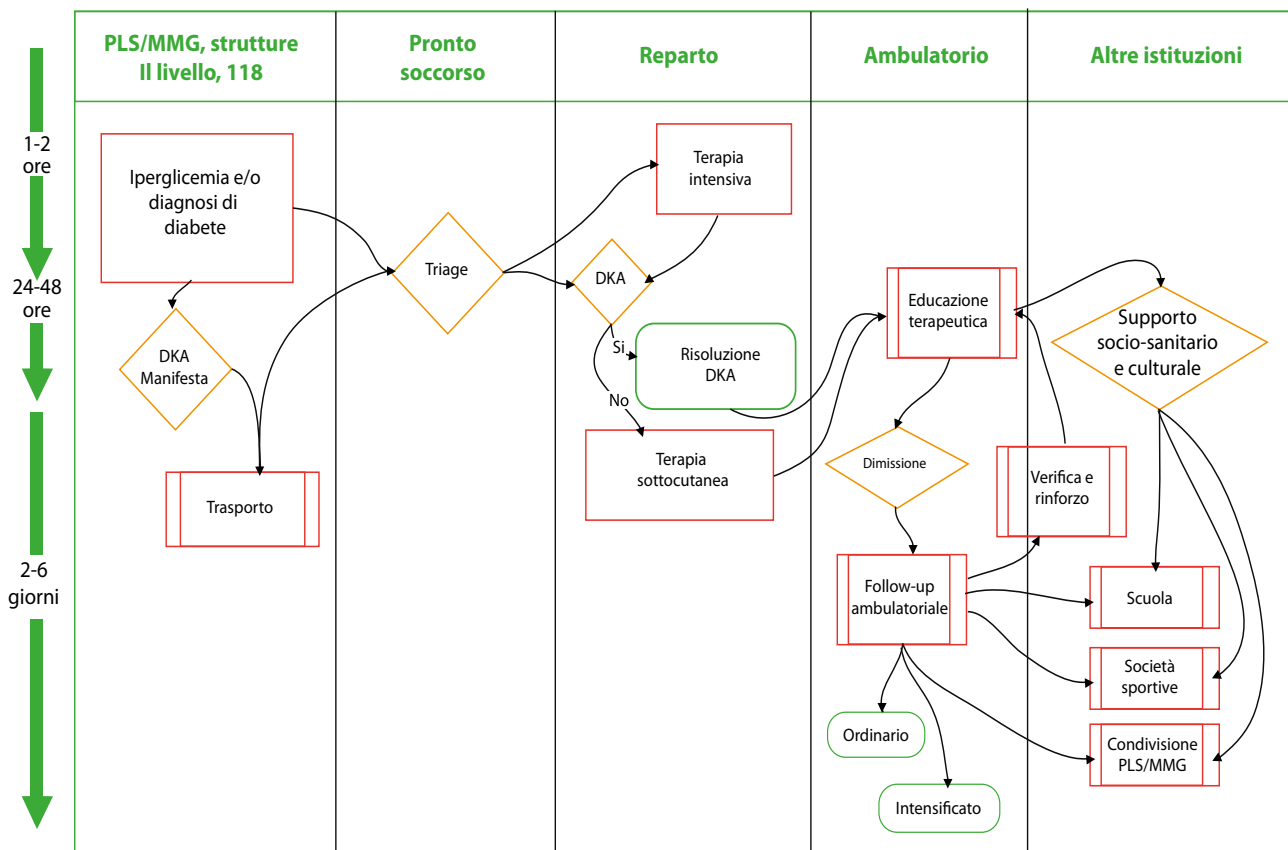 PLS/MMG, strutture
Il livello, 118
Pronto
soccorso
Reparto
Ambulatorio
Altre istituzioni
1-2
ore
24-48
ore
2-6
giorni
Iperglicemia e/o
diagnosi di
diabete
DKA
Manifesta
Trasporto
Triage
Terapia
intensiva
DKA
Si
No
Risoluzione
DKA
Terapia
sottocutanea
Educazione
terapeutica
Dimissione
Follow-up
ambulatoriale
Ordinario
Intensificato
Supporto
socio-sanitario
e culturale
Verifica e
rinforzo
Scuola
Società
sportive
Condivisione
PLS/MMG